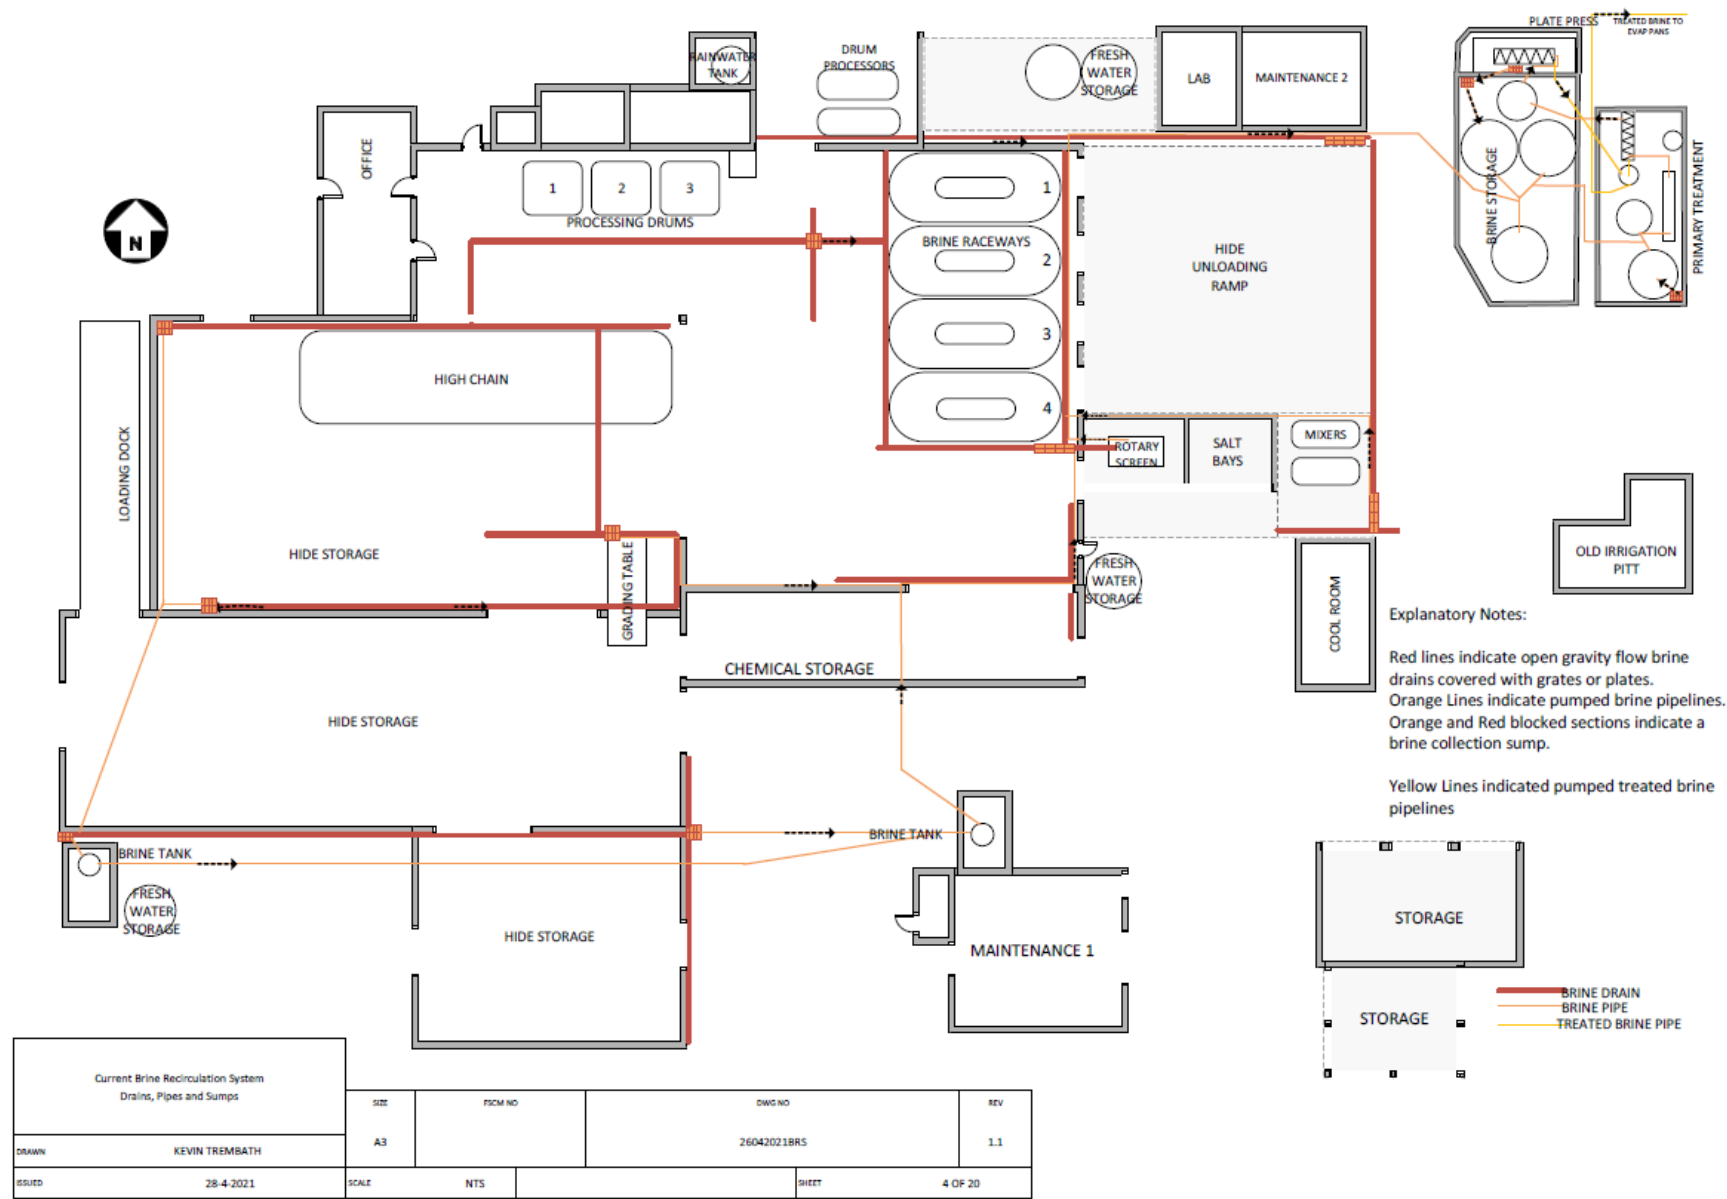 PLATE PRESS
TREATED BRINE TO
EVAP PANS
RAINWATER
TANK
DRUM
PROCESSORS
FRESH
WATER
STORAGE
LAB
MAINTENANCE 2
OFFICE
1
2
3
PROCESSING DRUMS
N
BRINE RACEWAYS
1
2
3
4
HIDE
UNLOADING
RAMP
BRINE STORAGE
PRIMARY TREATMENT
HIGH CHAIN
LOADING DOCK
ROTARY
SCREEN
SALT
BAYS
MIXERS
HIDE STORAGE
GRADING TABLE
FRESH
WATER
STORAGE
COOL ROOM
OLD IRRIGATION
PITT
CHEMICAL STORAGE
HIDE STORAGE
Explanatory Notes:
Red lines indicate open gravity flow brine
drains covered with grates or plates.
Orange Lines indicate pumped brine pipelines.
Orange and Red blocked sections indicate a
brine collection sump.
Yellow Lines indicated pumped treated brine
pipelines
BRINE TANK
BRINE TANK
FRESH
WATER
STORAGE
HIDE STORAGE
MAINTENANCE 1
STORAGE
STORAGE
BRINE DRAIN
BRINE PIPE
TREATED BRINE PIPE
Current Brine Recirculation System
Drains, Pipes and Sumps
SIZE
FSCM NO
DWG NO
REV
A3
26042021BRS
1.1
DRAWN
KEVIN TREMBATH
ISSUED
28-4-2021
SCALE
NTS
SHEET
4 OF 20